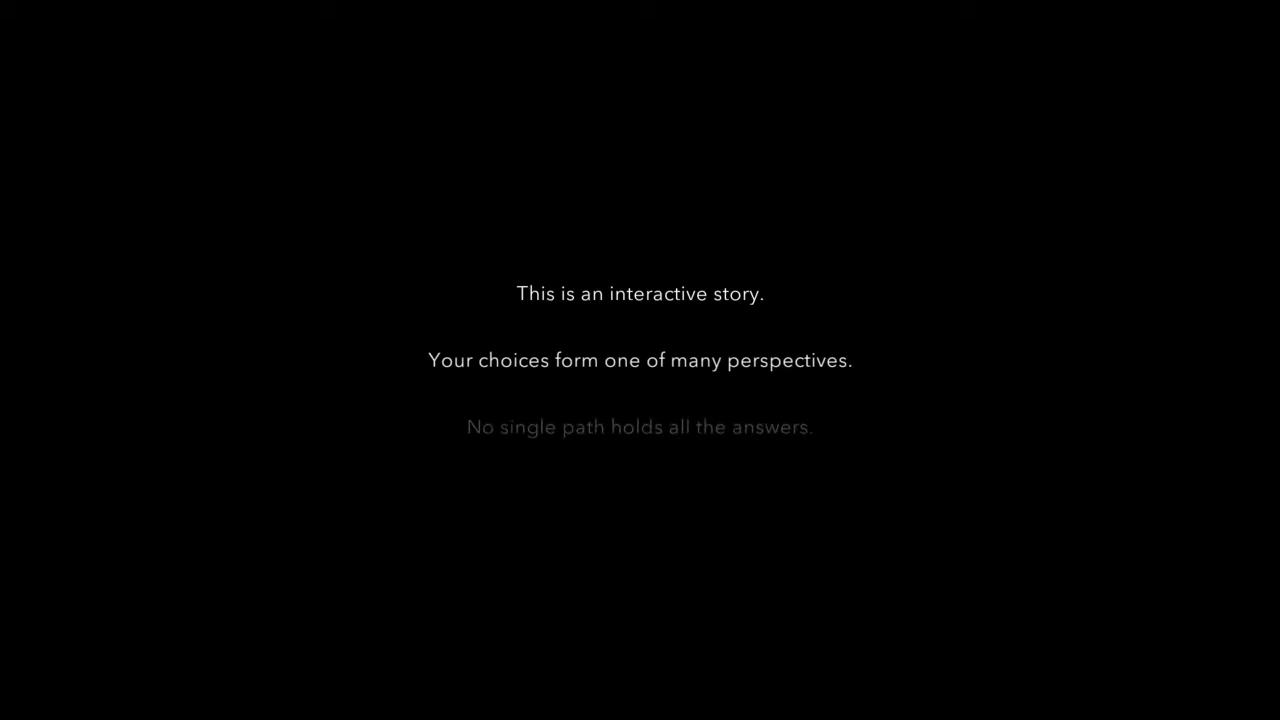 This is an interactive story.
Your choices form one of many perspectives.
No single path holds all the answers.